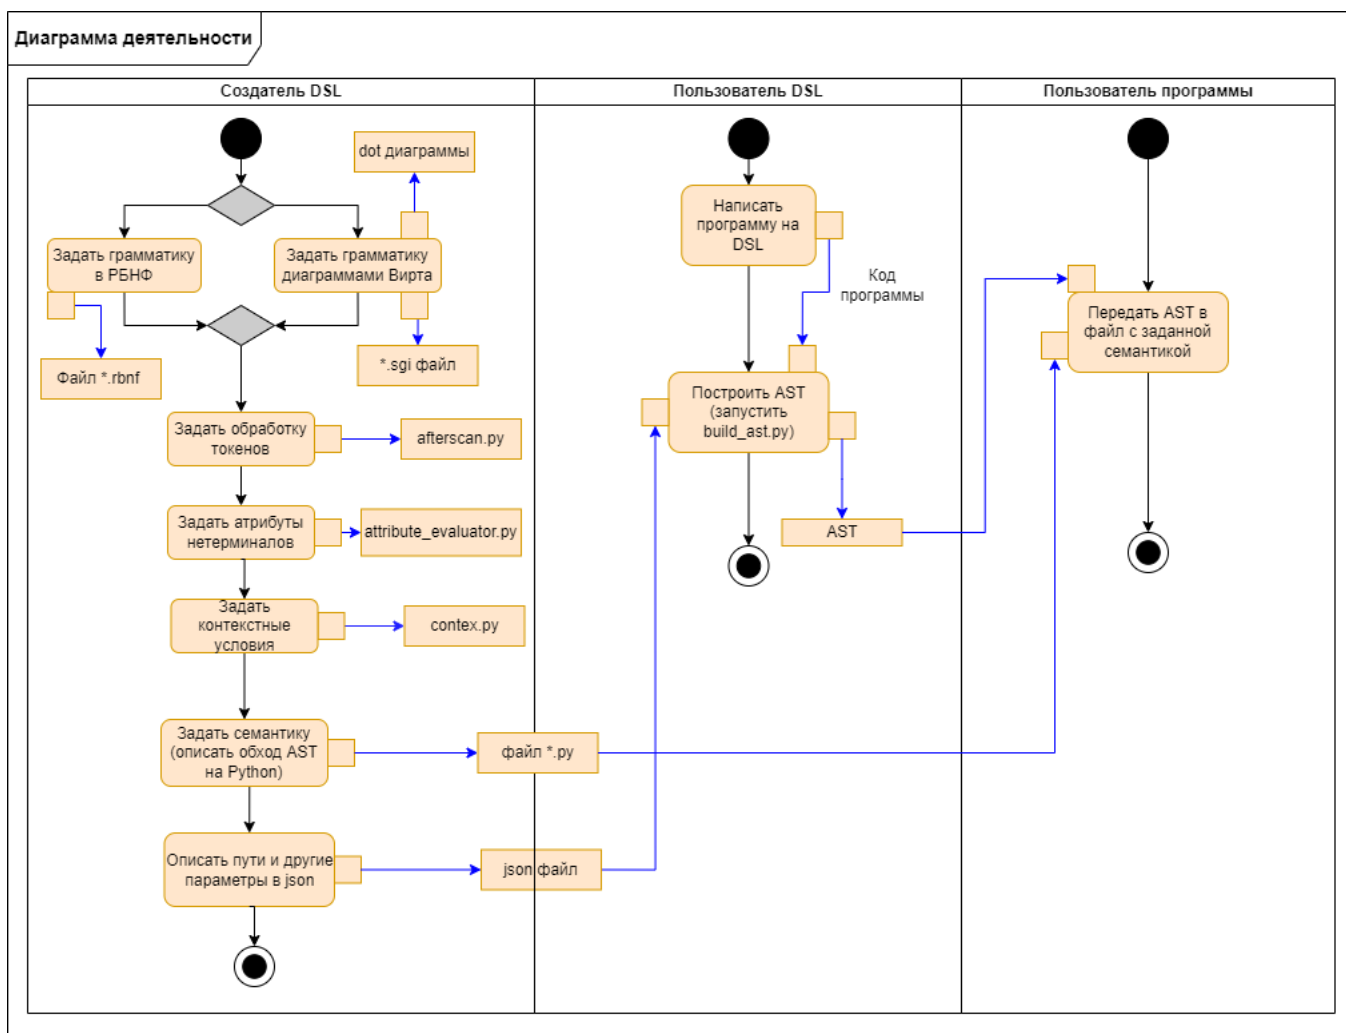 Диаграмма деятельности
Создатель DSL
Пользователь DSL
Пользователь программы
dot диаграммы
Задать грамматику
в РБНФ
Задать грамматику
диаграммами Вирта
Файл *.rbnf
*.sgi файл
Задать обработку
токенов
afterscan.py
Задать атрибуты
нетерминалов
attribute_evaluator.py
Задать
контекстные
условия
contex.py
Задать семантику
(описать обход AST
на Python)
файл *.py
Описать пути и другие
параметры в json
json файл
Написать
программу на
DSL
Код
программы
Построить AST
(запустить
build_ast.py)
AST
Передать AST в
файл с заданной
семантикой